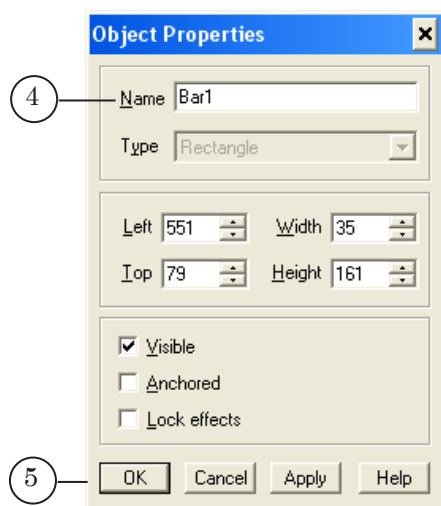 Object Properties
4 Name Bar1
Type Rectangle
Left 551 Width 35
Top 79 Height 161
Visible
Anchored
Lock effects
5 OK Cancel Apply Help